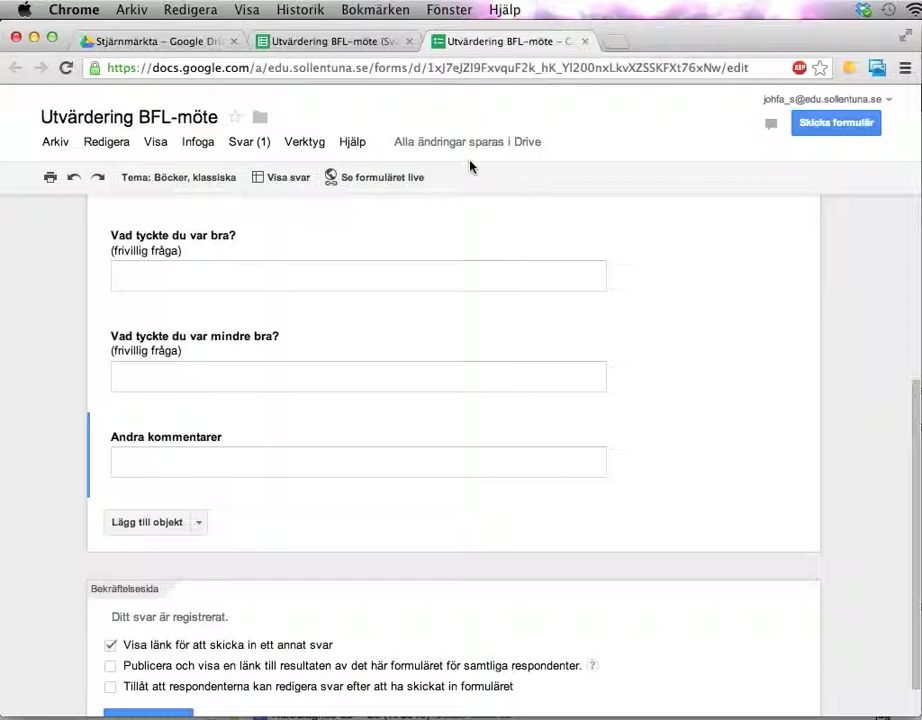 Chrome Arkiv Redigera Visa Historik Bokmärken Fönster Hjälp
Stjärnmärkta – Google Dri Utvärdering BFL-möte (Sv Utvärdering BFL-möte –
https://docs.google.com/a/edu.sollentuna.se/forms/d/1xJ7eJZl9FxvquF2k_hK_Yl200nxLkvXZSSKFXt76xNw/edit
johfa_s@edu.sollentuna.se
Utvärdering BFL-möte
Skicka formulär
Arkiv Redigera Visa Infoga Svar (1) Verktyg Hjälp Alla ändringar sparas i Drive
Tema: Böcker, klassiska Visa svar Se formuläret live
Vad tyckte du var bra?
(frivillig fråga)
Vad tyckte du var mindre bra?
(frivillig fråga)
Andra kommentarer
Lägg till objekt
Bekräftelsesida
Ditt svar är registrerat.
Visa länk för att skicka in ett annat svar
Publicera och visa en länk till resultaten av det här formuläret för samtliga respondenter. ?
Tillåt att respondenterna kan redigera svar efter att ha skickat in formuläret